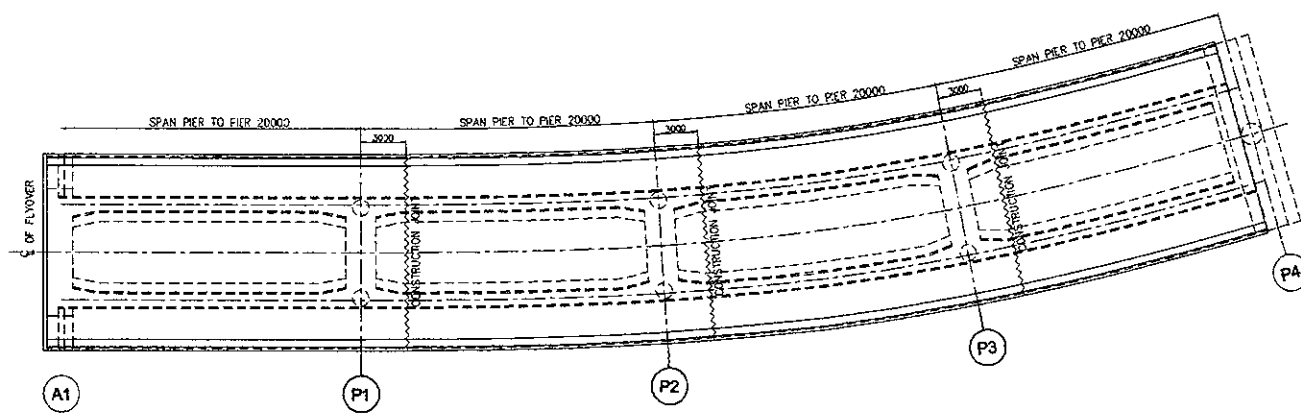 SPAN PIER TO PIER 20000
SPAN PIER TO PIER 20000
SPAN PIER TO PIER 20000
SPAN PIER TO PIER 20000
3000
3000
3000
℄ OF FLYOVER
CONSTRUCTION JOINT
CONSTRUCTION JOINT
CONSTRUCTION JOINT
A1
P1
P2
P3
P4